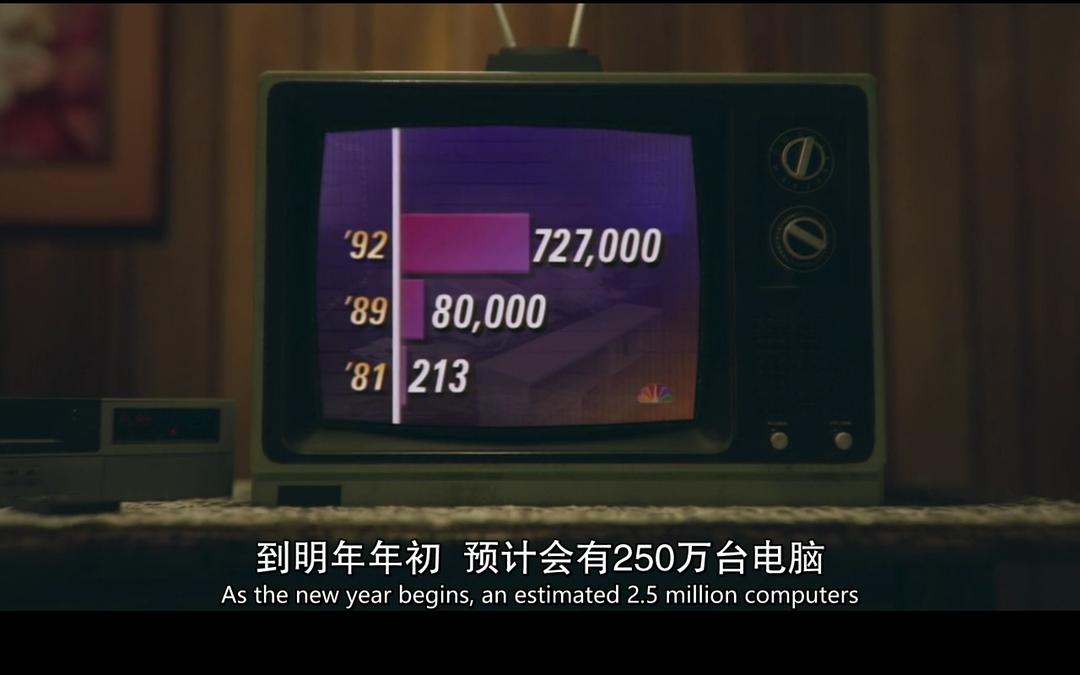 '92 727,000
'89 80,000
'81 213
到明年年初 预计会有250万台电脑
As the new year begins, an estimated 2.5 million computers